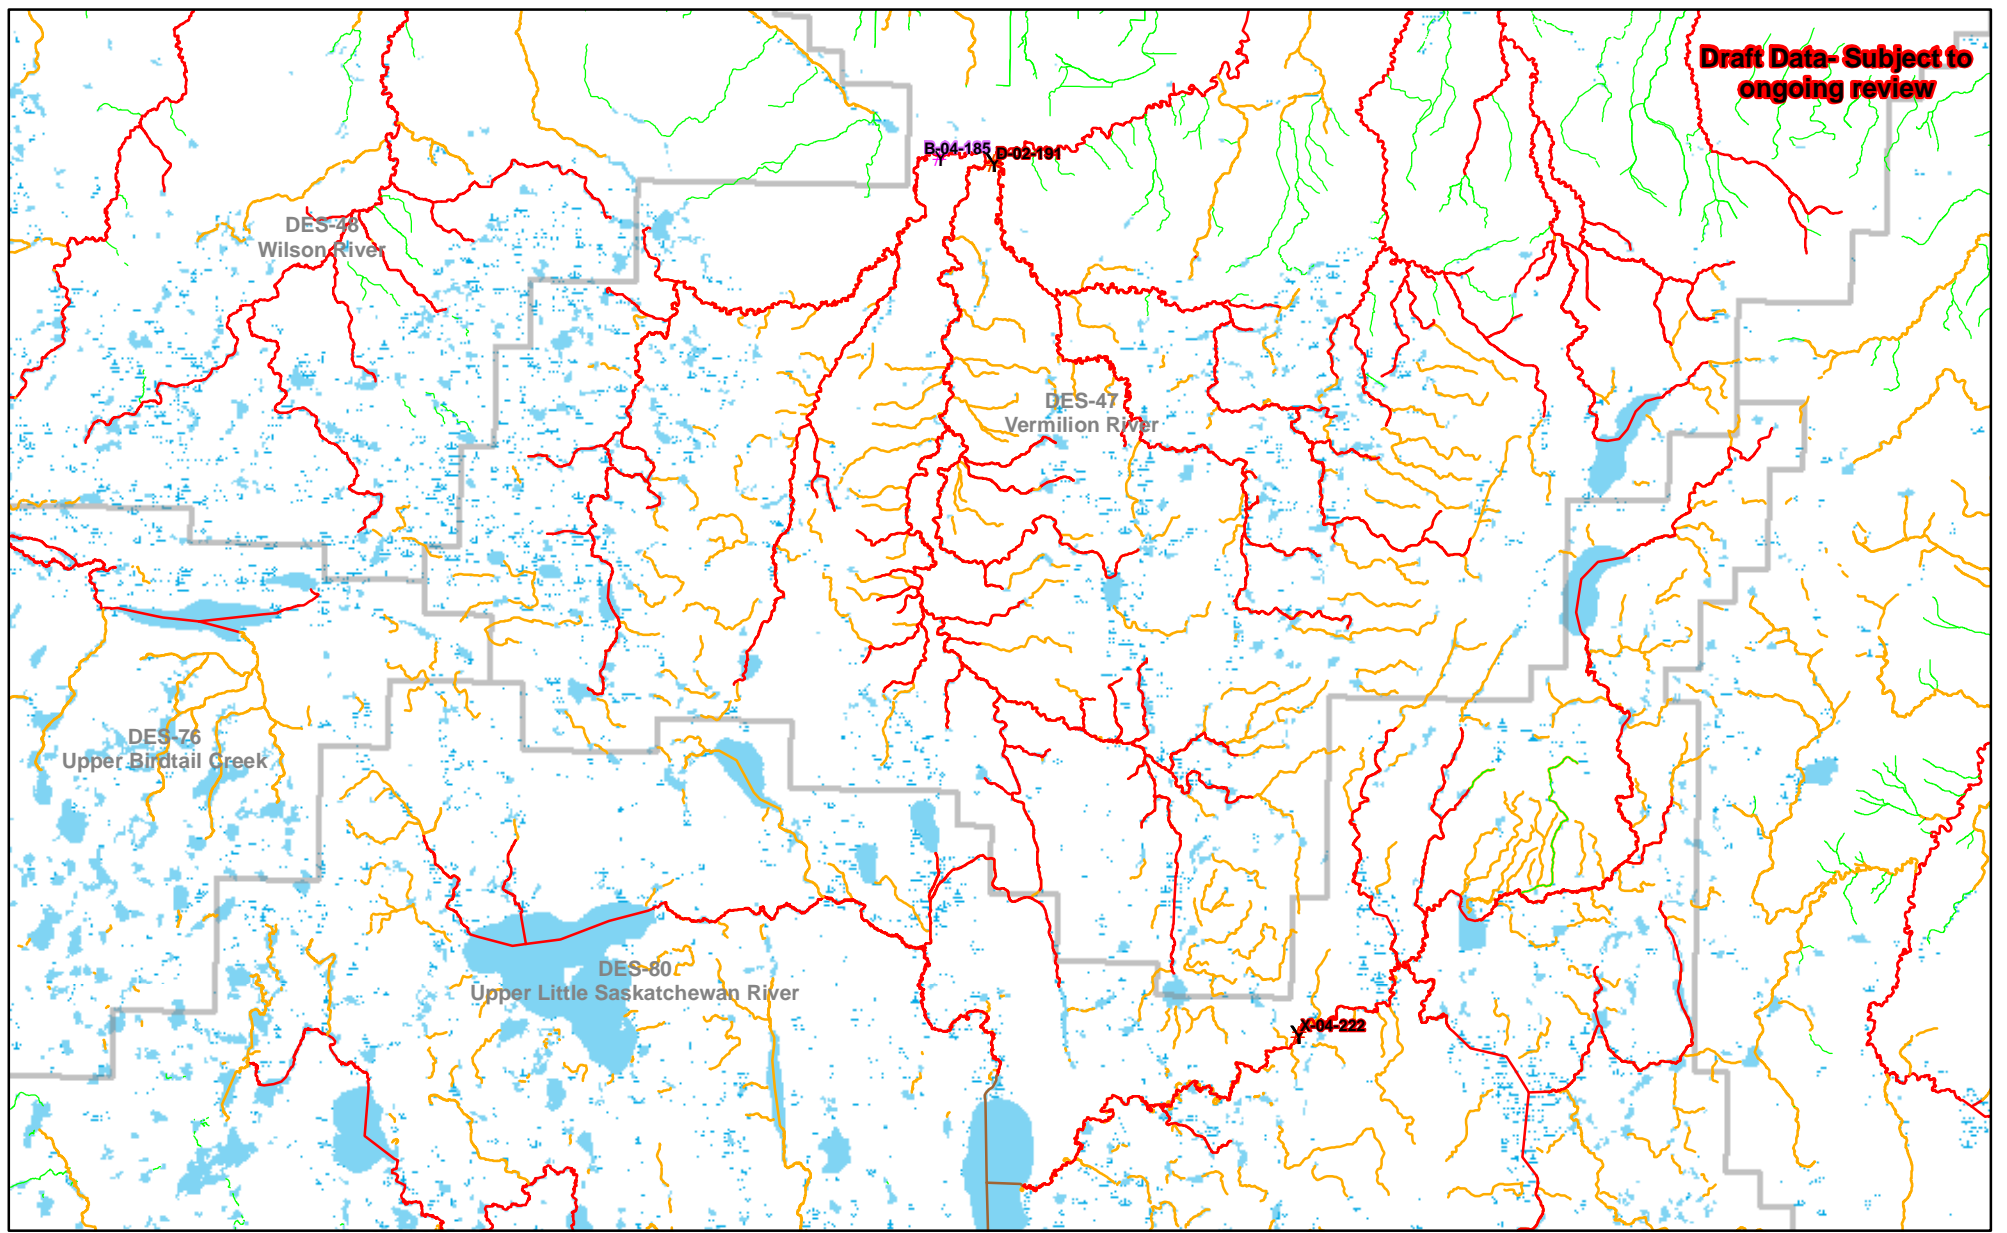 Draft Data- Subject to
ongoing review
B-04-185
D-02-191
DES-48
Wilson River
DES-47
Vermilion River
DES-76
Upper Birdtail Creek
DES-80
Upper Little Saskatchewan River
X-04-222